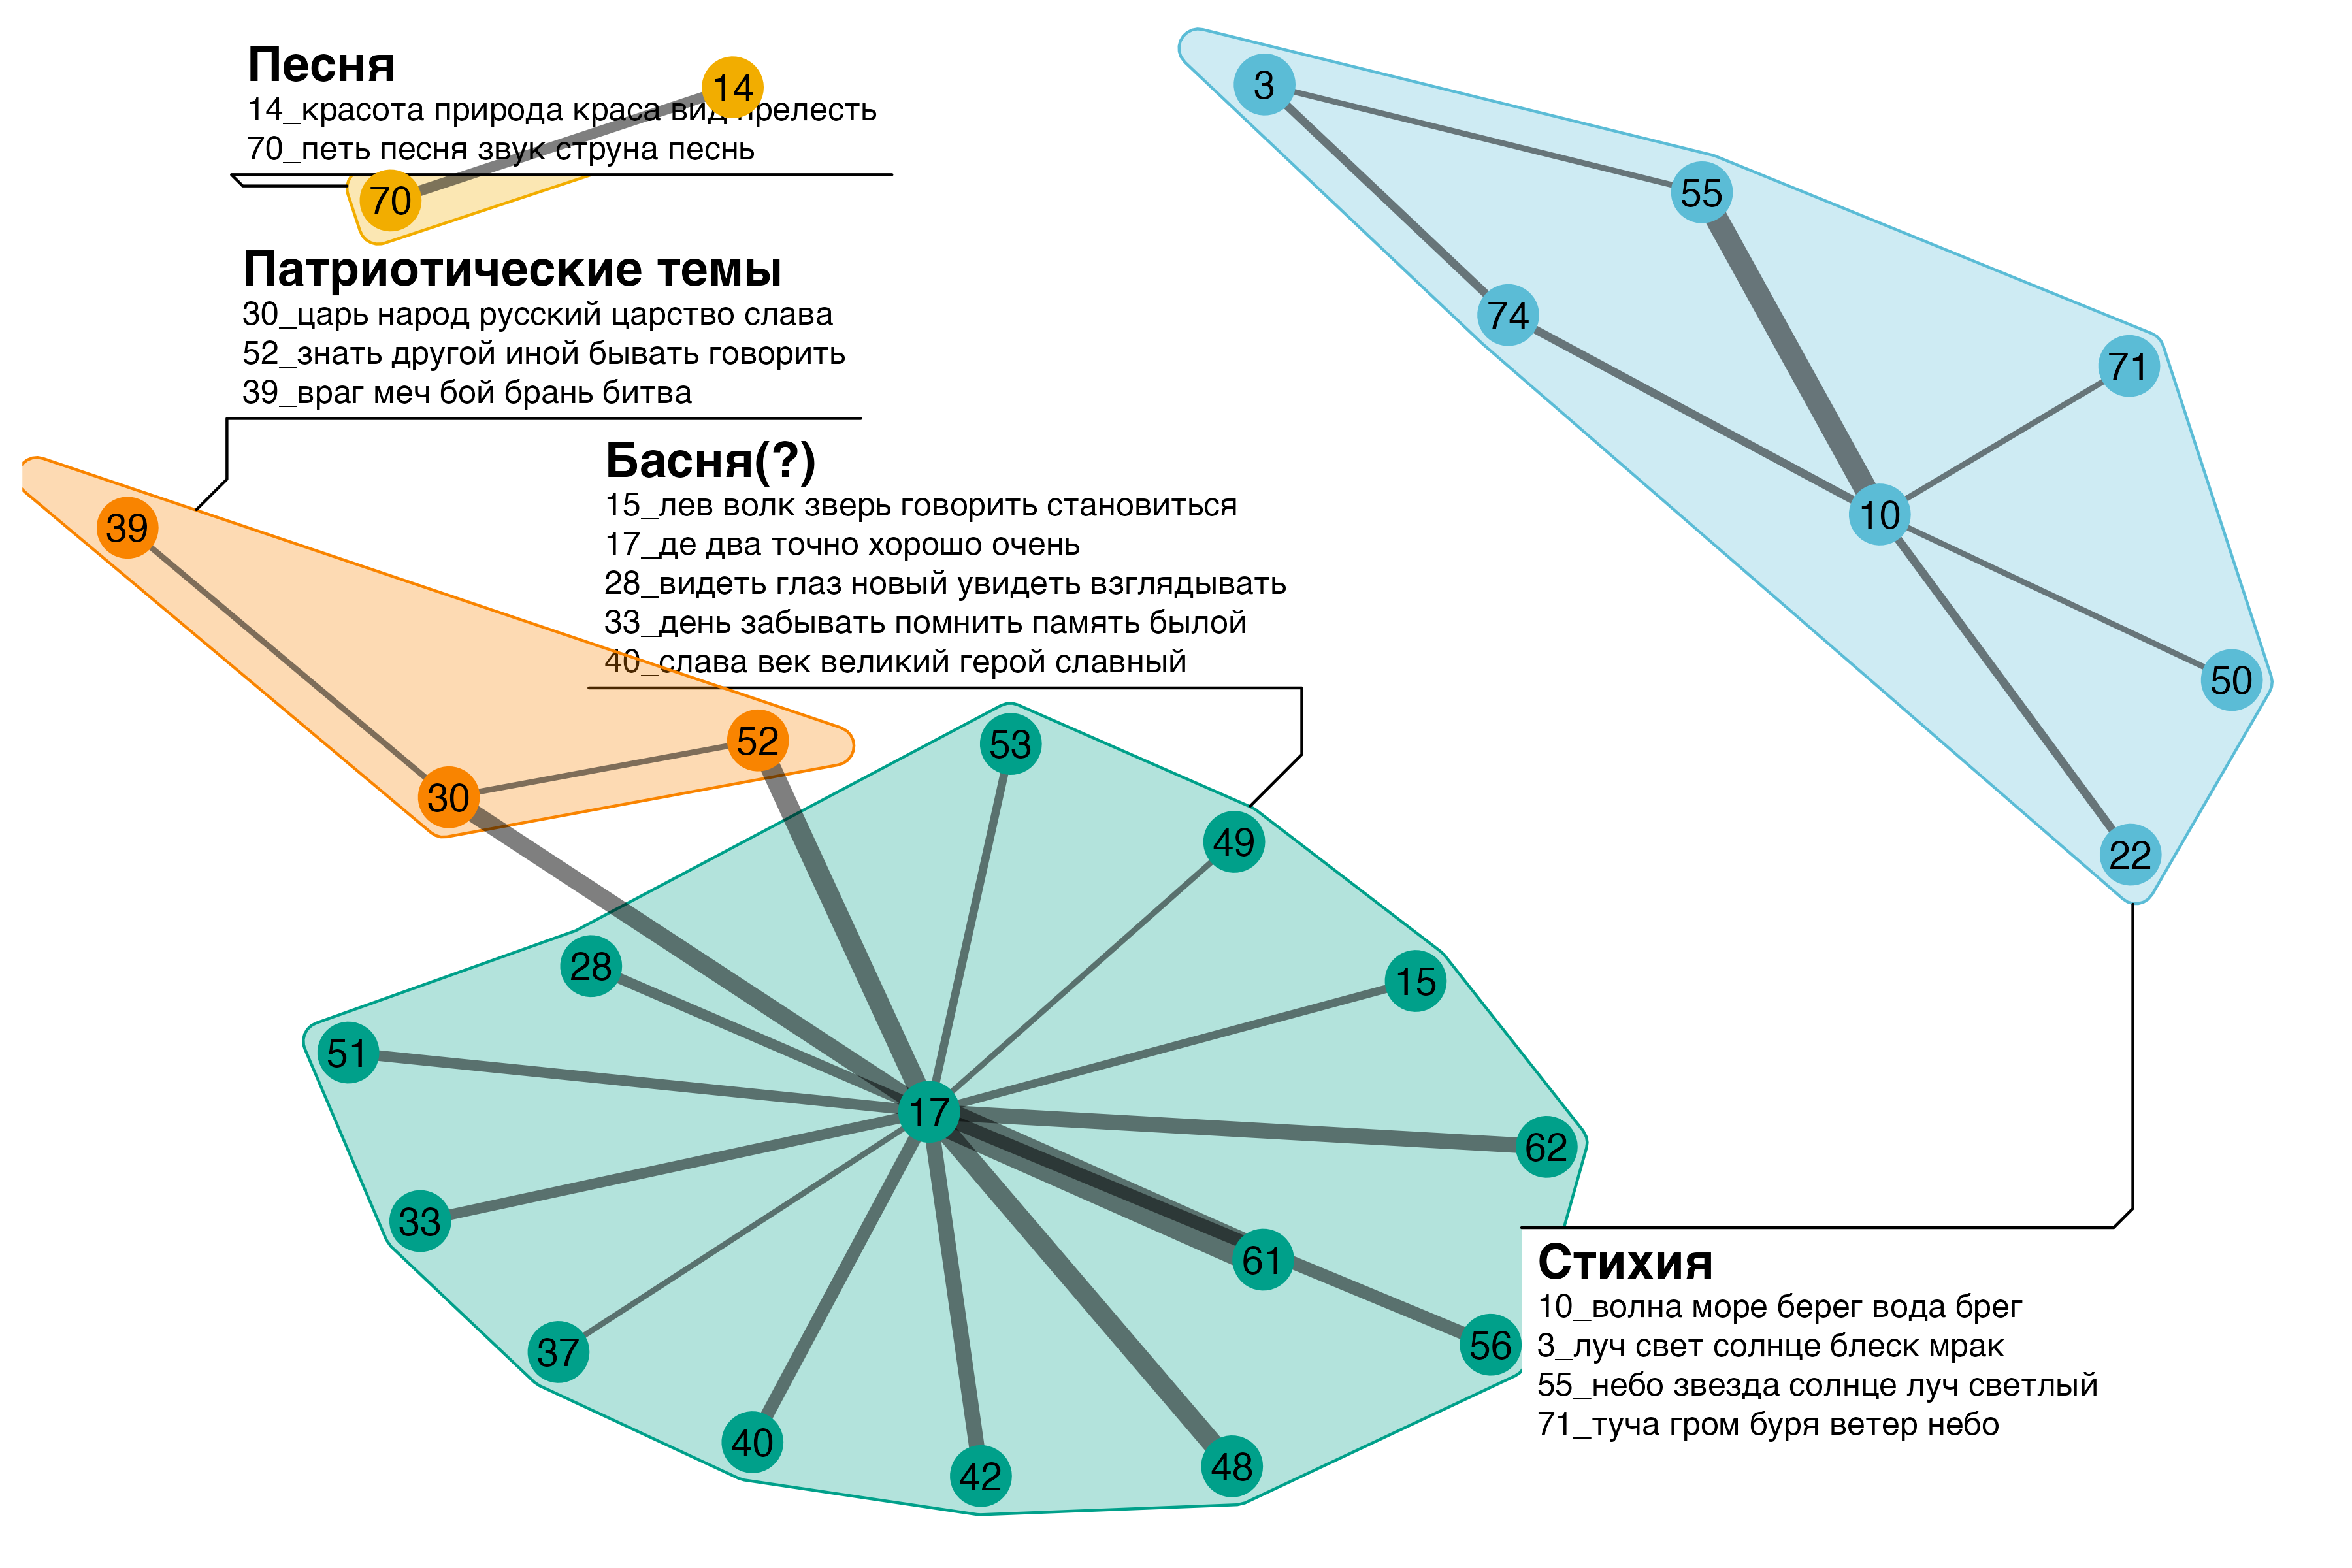 Песня
14_красота природа краса вид прелесть
70_петь песня звук струна песнь
14
70
Патриотические темы
30_царь народ русский царство слава
52_знать другой иной бывать говорить
39_враг меч бой брань битва
39
30
52
Басня(?)
15_лев волк зверь говорить становиться
17_де два точно хорошо очень
28_видеть глаз новый увидеть взглядывать
33_день забывать помнить память былой
40_слава век великий герой славный
53
49
28
15
51
17
62
33
61
37
56
40
42
48
3
55
74
71
10
50
22
Стихия
10_волна море берег вода брег
3_луч свет солнце блеск мрак
55_небо звезда солнце луч светлый
71_туча гром буря ветер небо